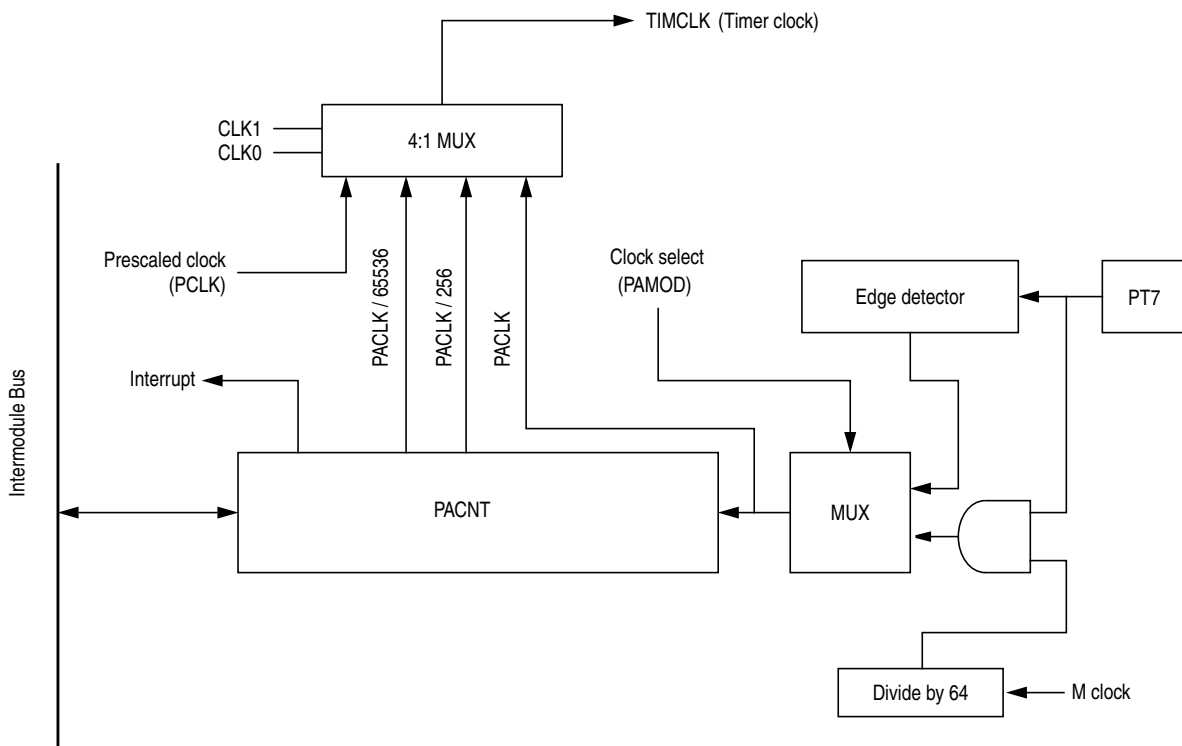 TIMCLK (Timer clock)
CLK1
CLK0
4:1 MUX
Prescaled clock
(PCLK)
PACLK / 65536
PACLK / 256
PACLK
Clock select
(PAMOD)
Edge detector
PT7
Interrupt
Intermodule Bus
PACNT
MUX
Divide by 64
M clock